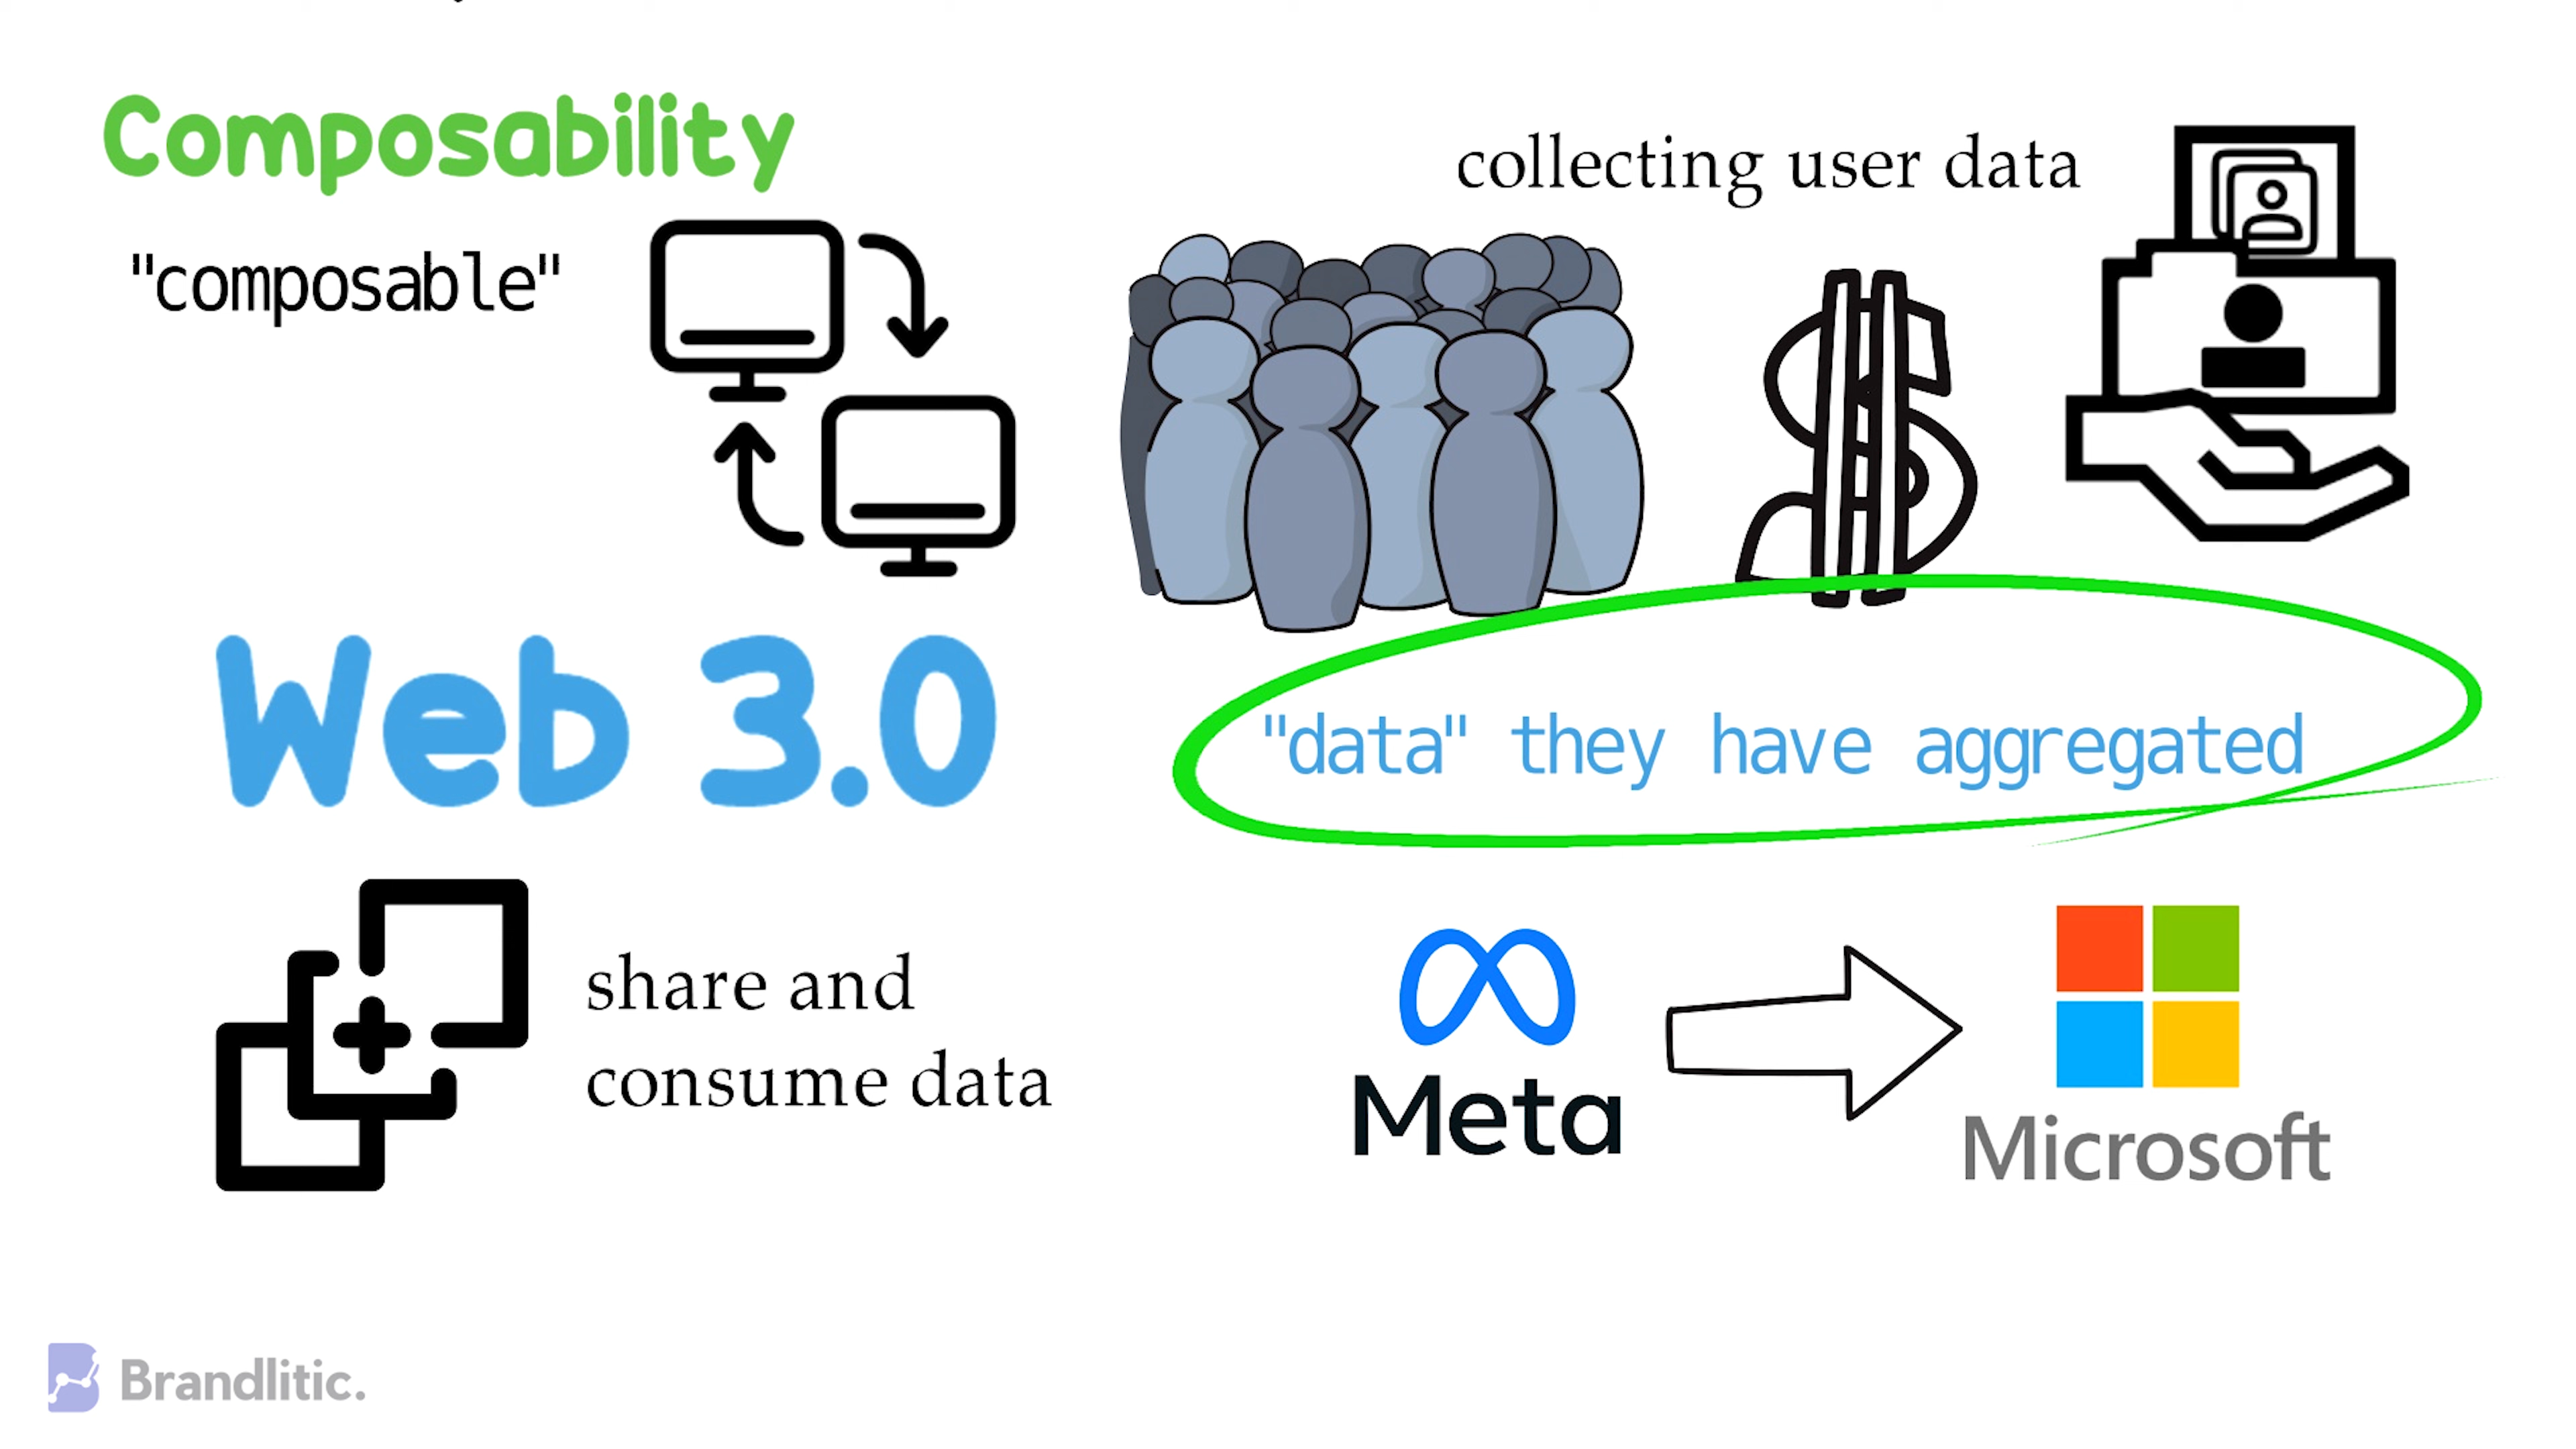 Composability
"composable"
Web 3.0
share and
consume data
collecting user data
"data" they have aggregated
Meta
Microsoft
Brandlitic.